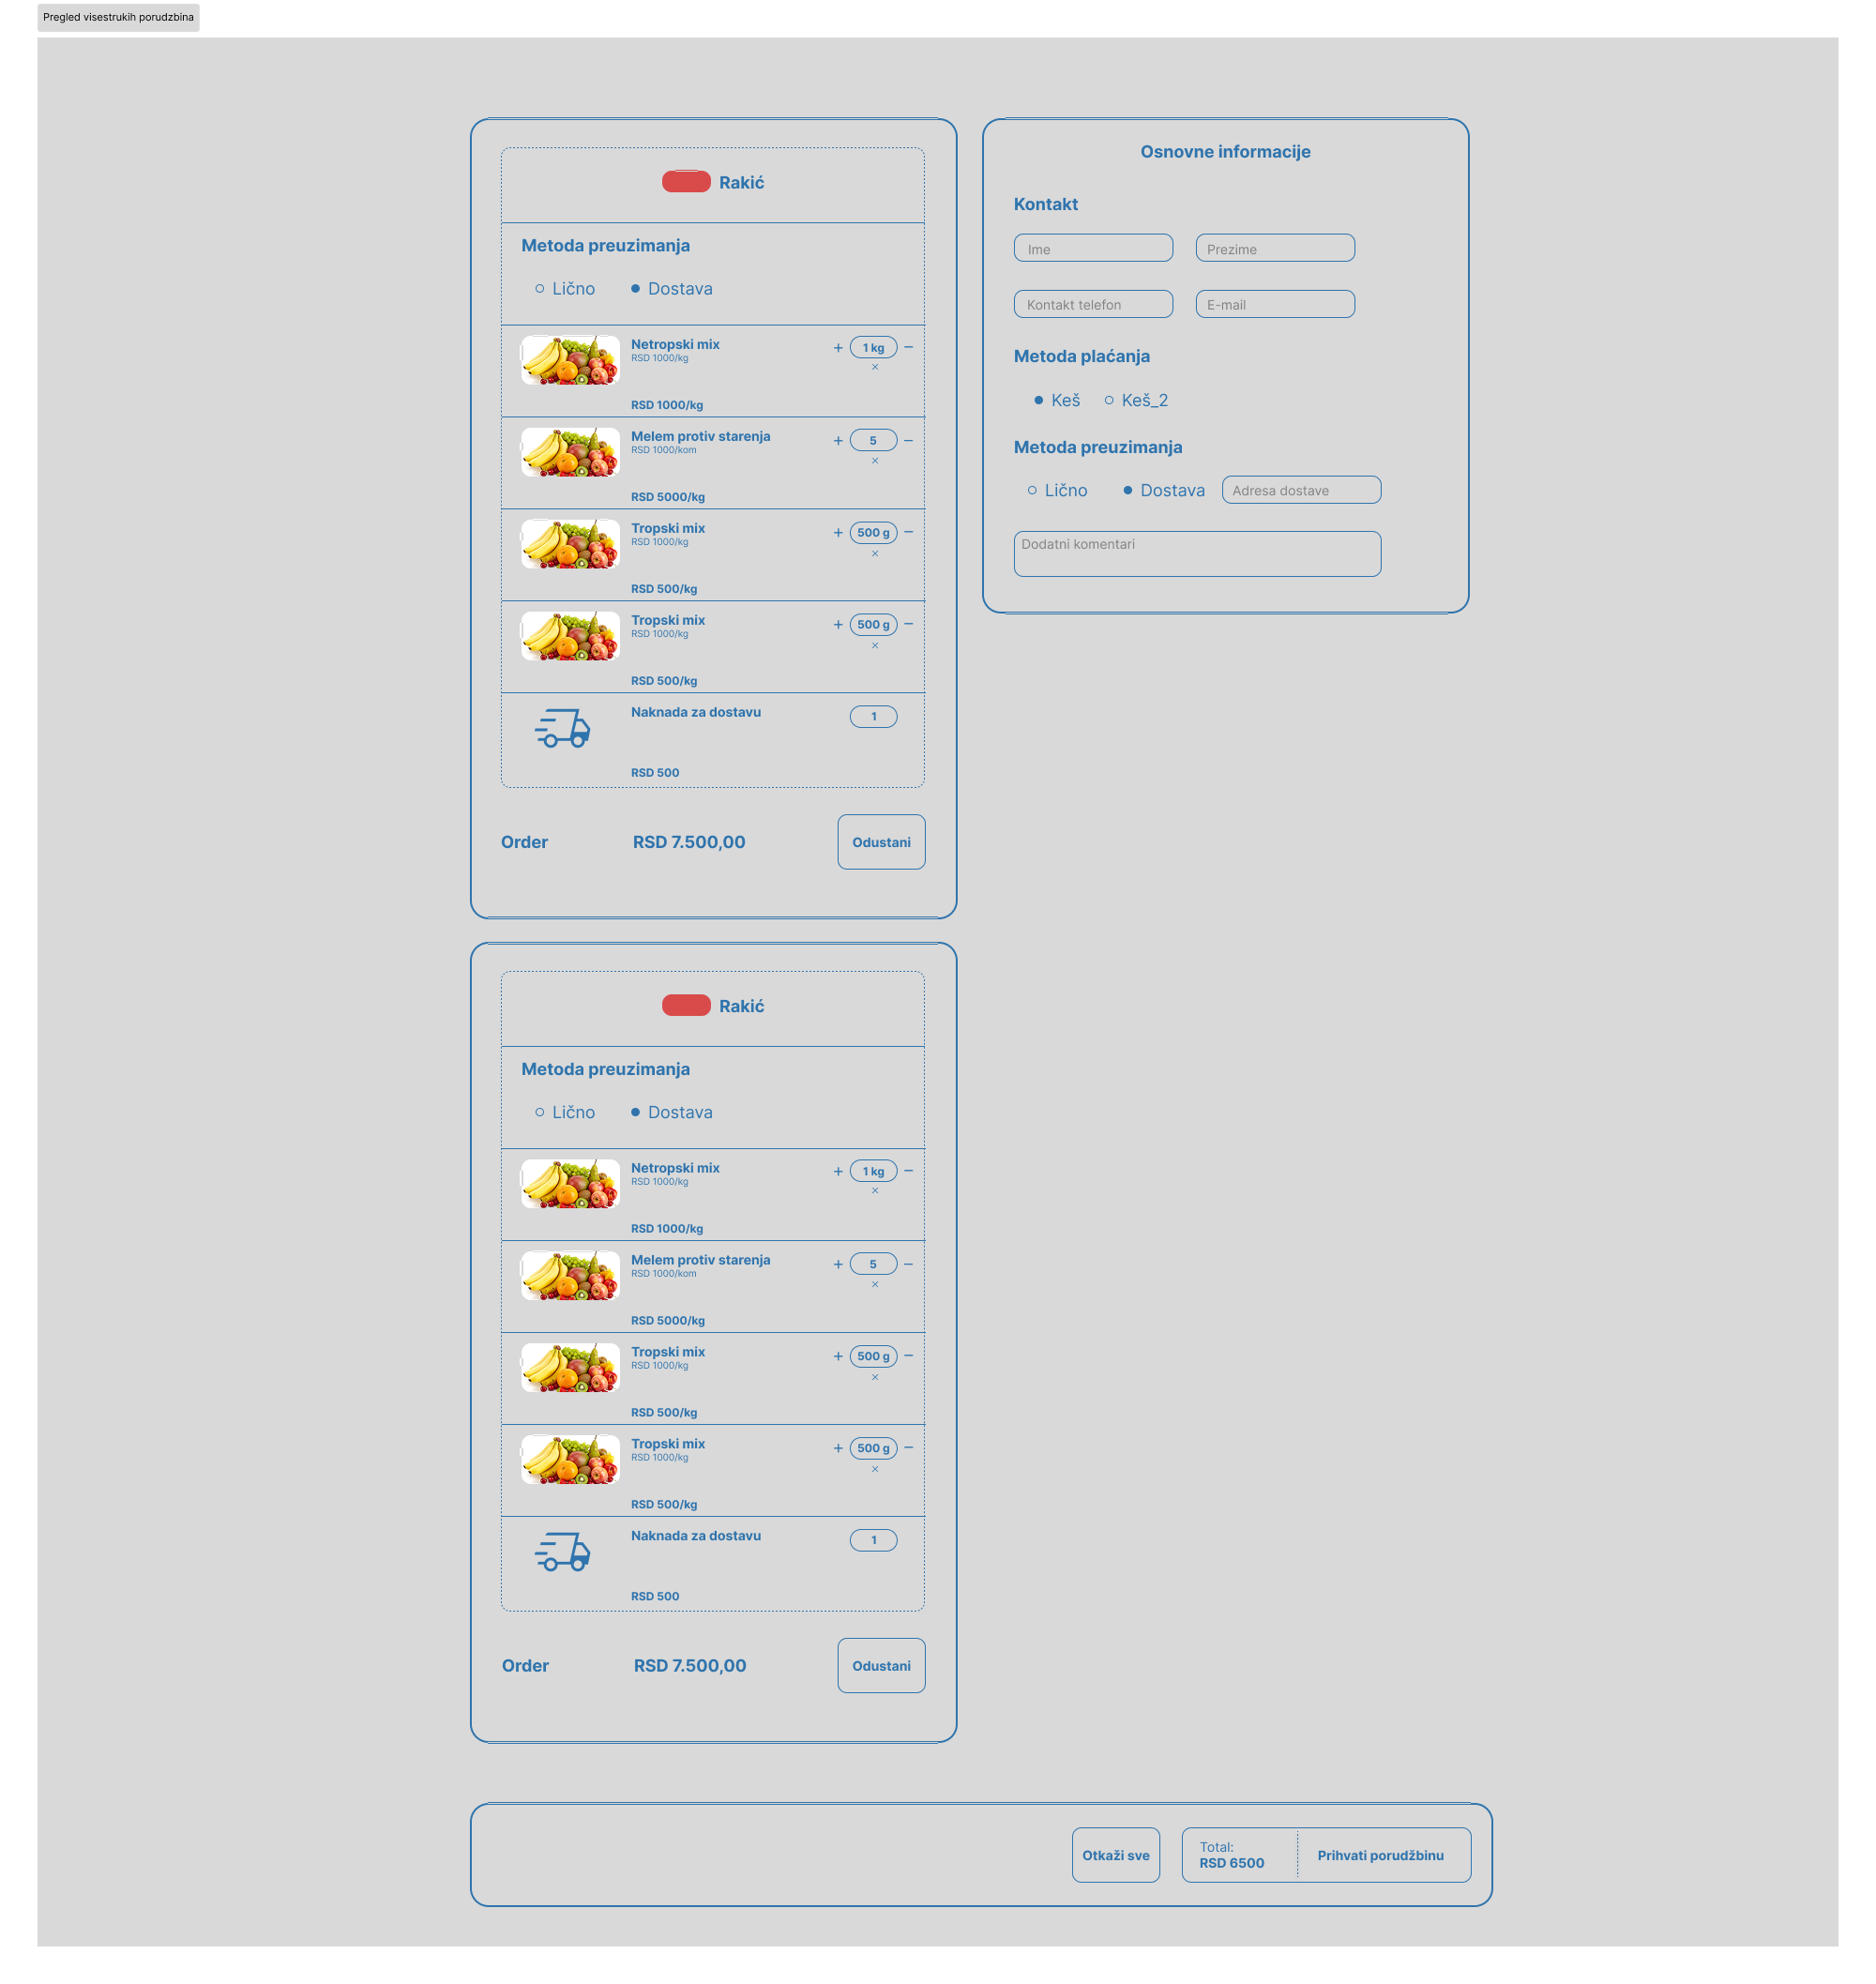 Pregled visestrukih porudzbina
Rakić
Metoda preuzimanja
Lično Dostava
Netropski mix
RSD 1000/kg
+ 1 kg −
×
RSD 1000/kg
Melem protiv starenja
RSD 1000/kom
+ 5 −
×
RSD 5000/kg
Tropski mix
RSD 1000/kg
+ 500 g −
×
RSD 500/kg
Tropski mix
RSD 1000/kg
+ 500 g −
×
RSD 500/kg
Naknada za dostavu
1
RSD 500
Order RSD 7.500,00 Odustani
Osnovne informacije
Kontakt
Ime Prezime
Kontakt telefon E-mail
Metoda plaćanja
Keš Keš_2
Metoda preuzimanja
Lično Dostava Adresa dostave
Dodatni komentari
Rakić
Metoda preuzimanja
Lično Dostava
Netropski mix
RSD 1000/kg
+ 1 kg −
×
RSD 1000/kg
Melem protiv starenja
RSD 1000/kom
+ 5 −
×
RSD 5000/kg
Tropski mix
RSD 1000/kg
+ 500 g −
×
RSD 500/kg
Tropski mix
RSD 1000/kg
+ 500 g −
×
RSD 500/kg
Naknada za dostavu
1
RSD 500
Order RSD 7.500,00 Odustani
Otkaži sve
Total:
RSD 6500
Prihvati porudžbinu